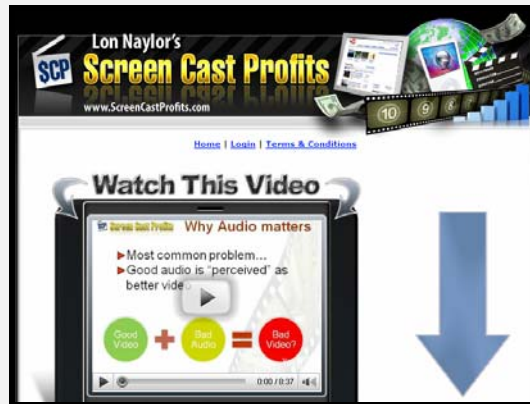 Lon Naylor's
SCP Screen Cast Profits
www.ScreenCastProfits.com
10 9 8
Home | Login | Terms & Conditions
Watch This Video
Screen Cast Profits Why Audio matters
▶Most common problem…
▶Good audio is "perceived" as
better video
Good Video + Bad Audio = Bad Video?
0:00 / 8:37